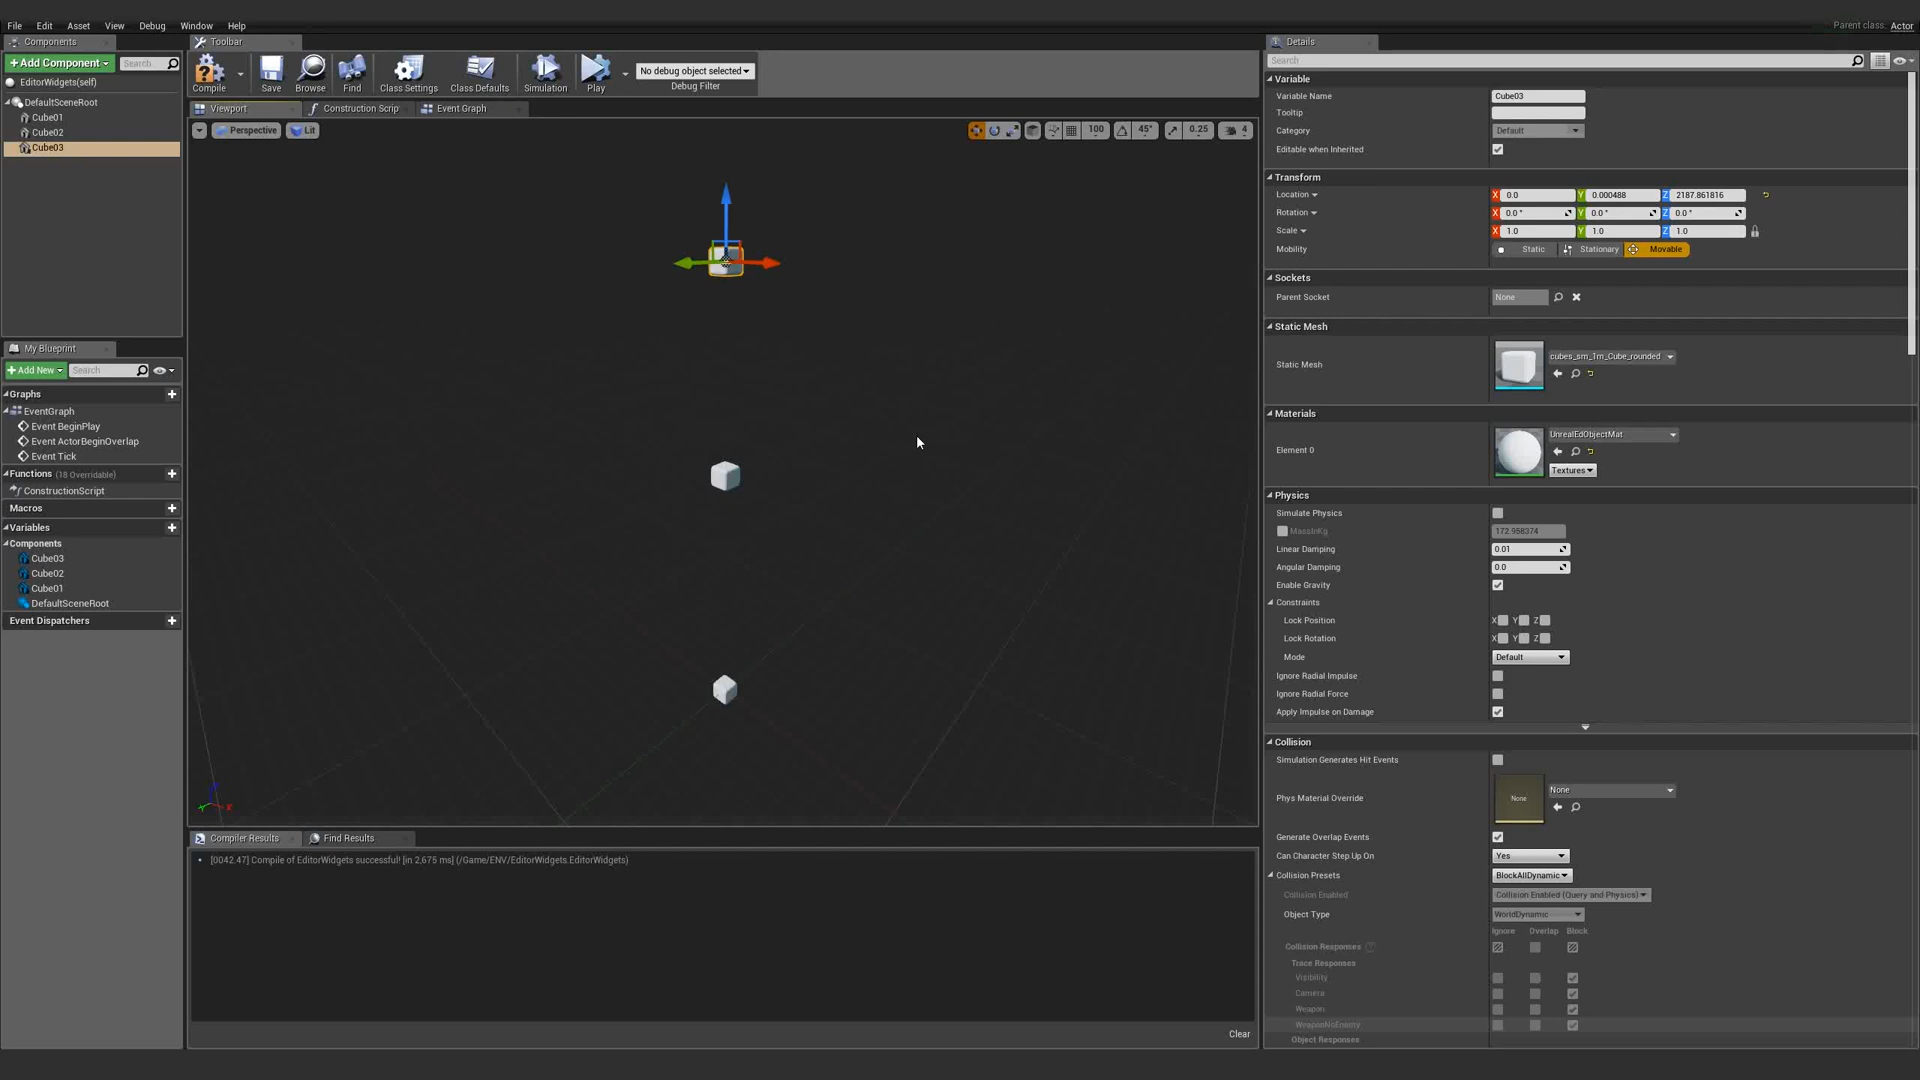 File Edit Asset View Debug Window Help
Parent class: Actor
Components
Toolbar
Details
+Add Component
Search
EditorWidgets(self)
DefaultSceneRoot
Cube01
Cube02
Cube03
Compile
Save
Browse
Find
Class Settings
Class Defaults
Simulation
Play
No debug object selected
Debug Filter
Viewport
Construction Scrip
Event Graph
Perspective
Lit
100
45°
0.25
4
My Blueprint
+Add New
Search
Graphs
EventGraph
Event BeginPlay
Event ActorBeginOverlap
Event Tick
Functions (18 Overridable)
ConstructionScript
Macros
Variables
Components
Cube03
Cube02
Cube01
DefaultSceneRoot
Event Dispatchers
Compiler Results
Find Results
[0042.47] Compile of EditorWidgets successful! [in 2,675 ms] (/Game/ENV/EditorWidgets.EditorWidgets)
Clear
Search
Variable
Variable Name Cube03
Tooltip
Category Default
Editable when Inherited
Transform
Location X 0.0 Y 0.000488 Z 2187.861816
Rotation X 0.0 ° Y 0.0 ° Z 0.0 °
Scale X 1.0 Y 1.0 Z 1.0
Mobility Static Stationary Movable
Sockets
Parent Socket None
Static Mesh
Static Mesh cubes_sm_1m_Cube_rounded
Materials
Element 0 UnrealEdObjectMat
Textures
Physics
Simulate Physics
MassInKg 172.958374
Linear Damping 0.01
Angular Damping 0.0
Enable Gravity
Constraints
Lock Position X Y Z
Lock Rotation X Y Z
Mode Default
Ignore Radial Impulse
Ignore Radial Force
Apply Impulse on Damage
Collision
Simulation Generates Hit Events
Phys Material Override None None
Generate Overlap Events
Can Character Step Up On Yes
Collision Presets BlockAllDynamic
Collision Enabled Collision Enabled (Query and Physics)
Object Type WorldDynamic
Ignore Overlap Block
Collision Responses
Trace Responses
Visibility
Camera
Weapon
WeaponNoEnemy
Object Responses